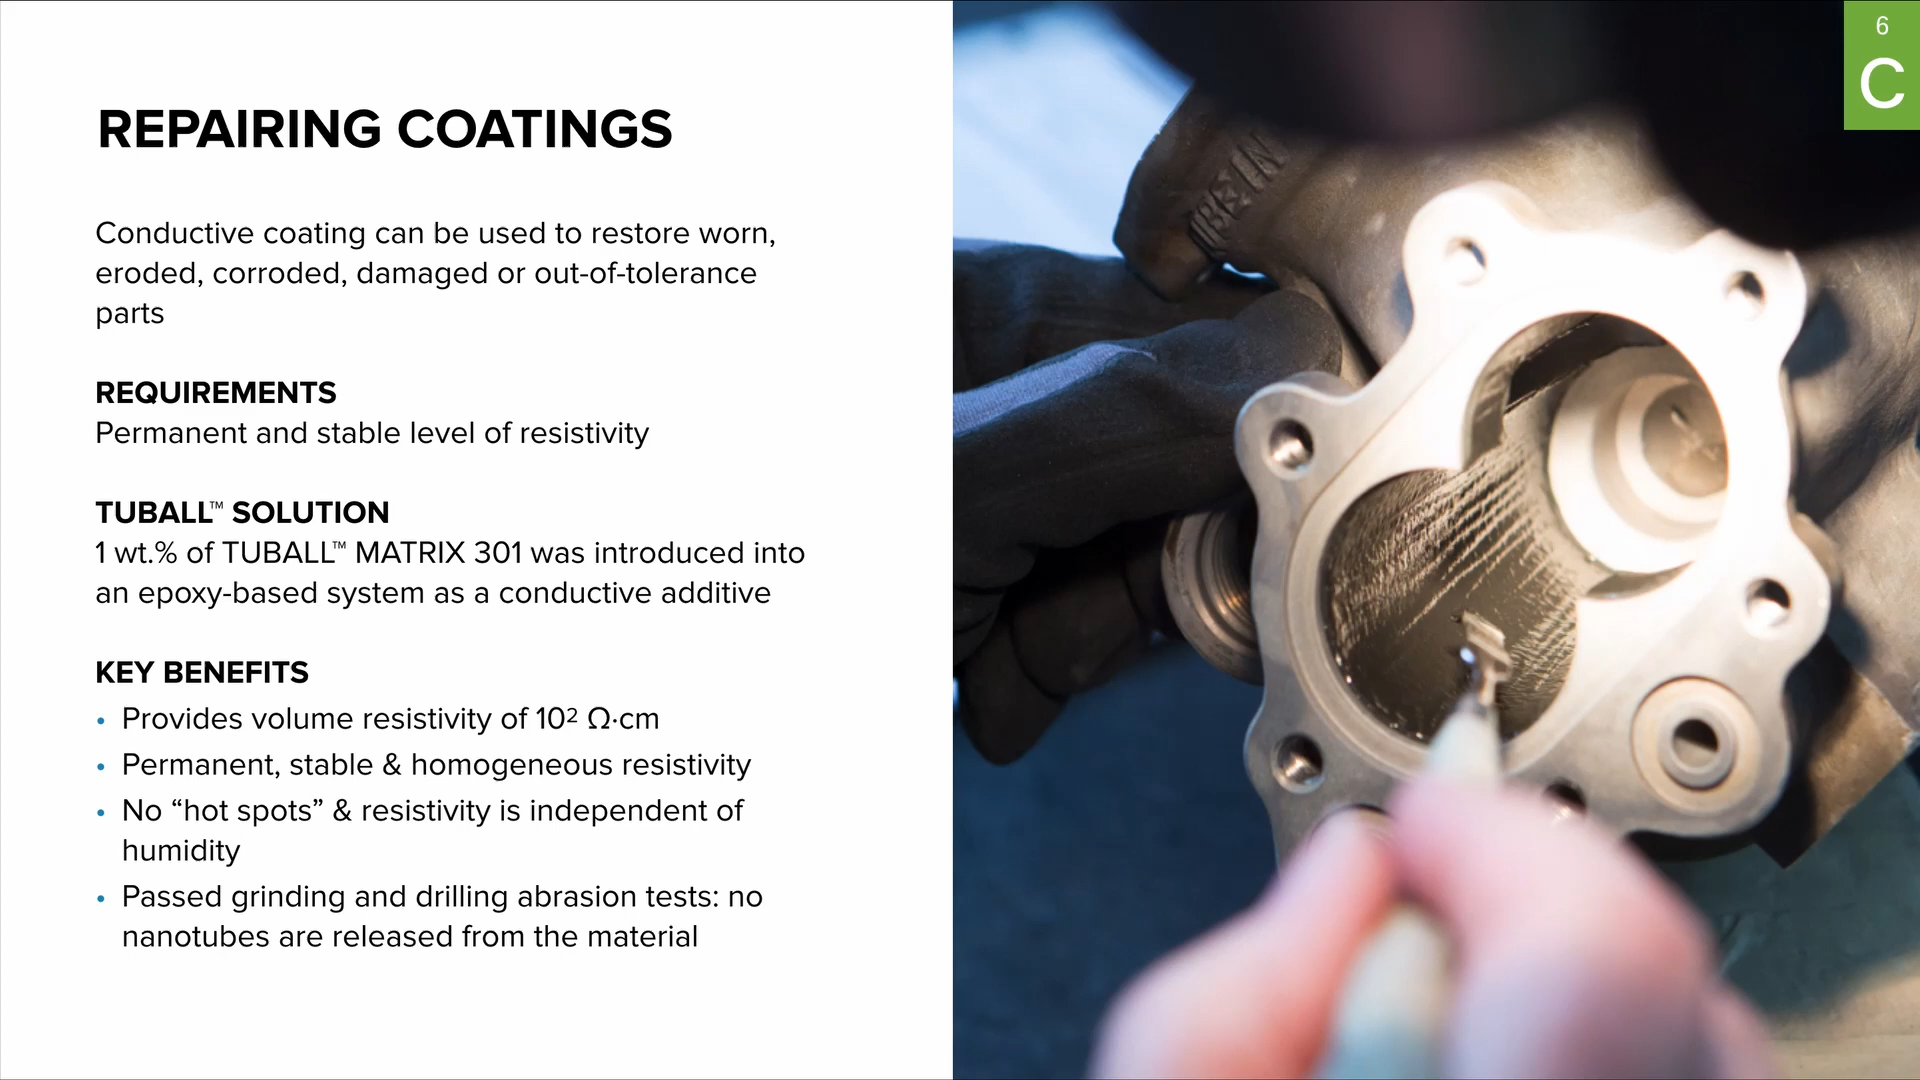 6
C
REPAIRING COATINGS
Conductive coating can be used to restore worn,
eroded, corroded, damaged or out-of-tolerance
parts
REQUIREMENTS
Permanent and stable level of resistivity
TUBALL™ SOLUTION
1 wt.% of TUBALL™ MATRIX 301 was introduced into
an epoxy-based system as a conductive additive
KEY BENEFITS
• Provides volume resistivity of 10² Ω·cm
• Permanent, stable & homogeneous resistivity
• No “hot spots” & resistivity is independent of
humidity
• Passed grinding and drilling abrasion tests: no
nanotubes are released from the material